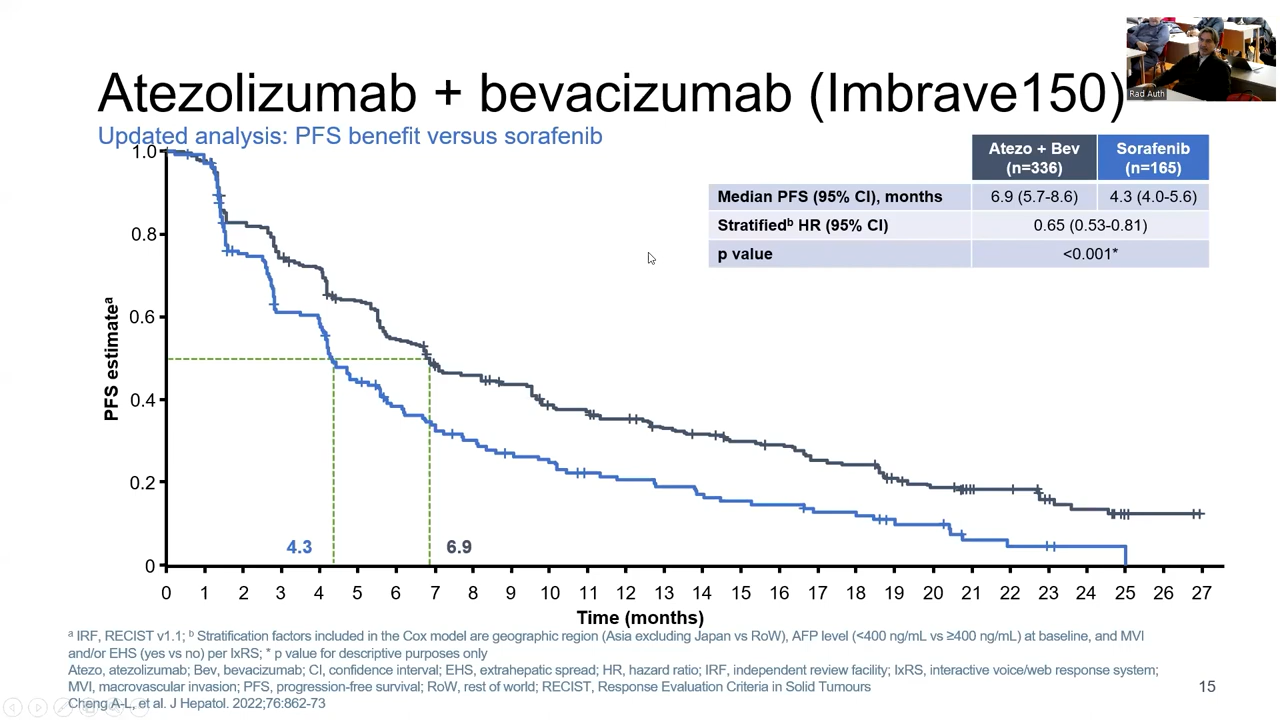 Atezolizumab + bevacizumab (Imbrave150)
Rad Auth
Updated analysis: PFS benefit versus sorafenib
Atezo + Bev
(n=336)
Sorafenib
(n=165)
Median PFS (95% CI), months 6.9 (5.7-8.6) 4.3 (4.0-5.6)
Stratifiedᵇ HR (95% CI) 0.65 (0.53-0.81)
p value <0.001*
PFS estimateᵃ
1.0
0.8
0.6
0.4
0.2
0
4.3
6.9
0 1 2 3 4 5 6 7 8 9 10 11 12 13 14 15 16 17 18 19 20 21 22 23 24 25 26 27
Time (months)
ᵃ IRF, RECIST v1.1; ᵇ Stratification factors included in the Cox model are geographic region (Asia excluding Japan vs RoW), AFP level (<400 ng/mL vs ≥400 ng/mL) at baseline, and MVI
and/or EHS (yes vs no) per IxRS; * p value for descriptive purposes only
Atezo, atezolizumab; Bev, bevacizumab; CI, confidence interval; EHS, extrahepatic spread; HR, hazard ratio; IRF, independent review facility; IxRS, interactive voice/web response system;
MVI, macrovascular invasion; PFS, progression-free survival; RoW, rest of world; RECIST, Response Evaluation Criteria in Solid Tumours
Cheng A-L, et al. J Hepatol. 2022;76:862-73
15